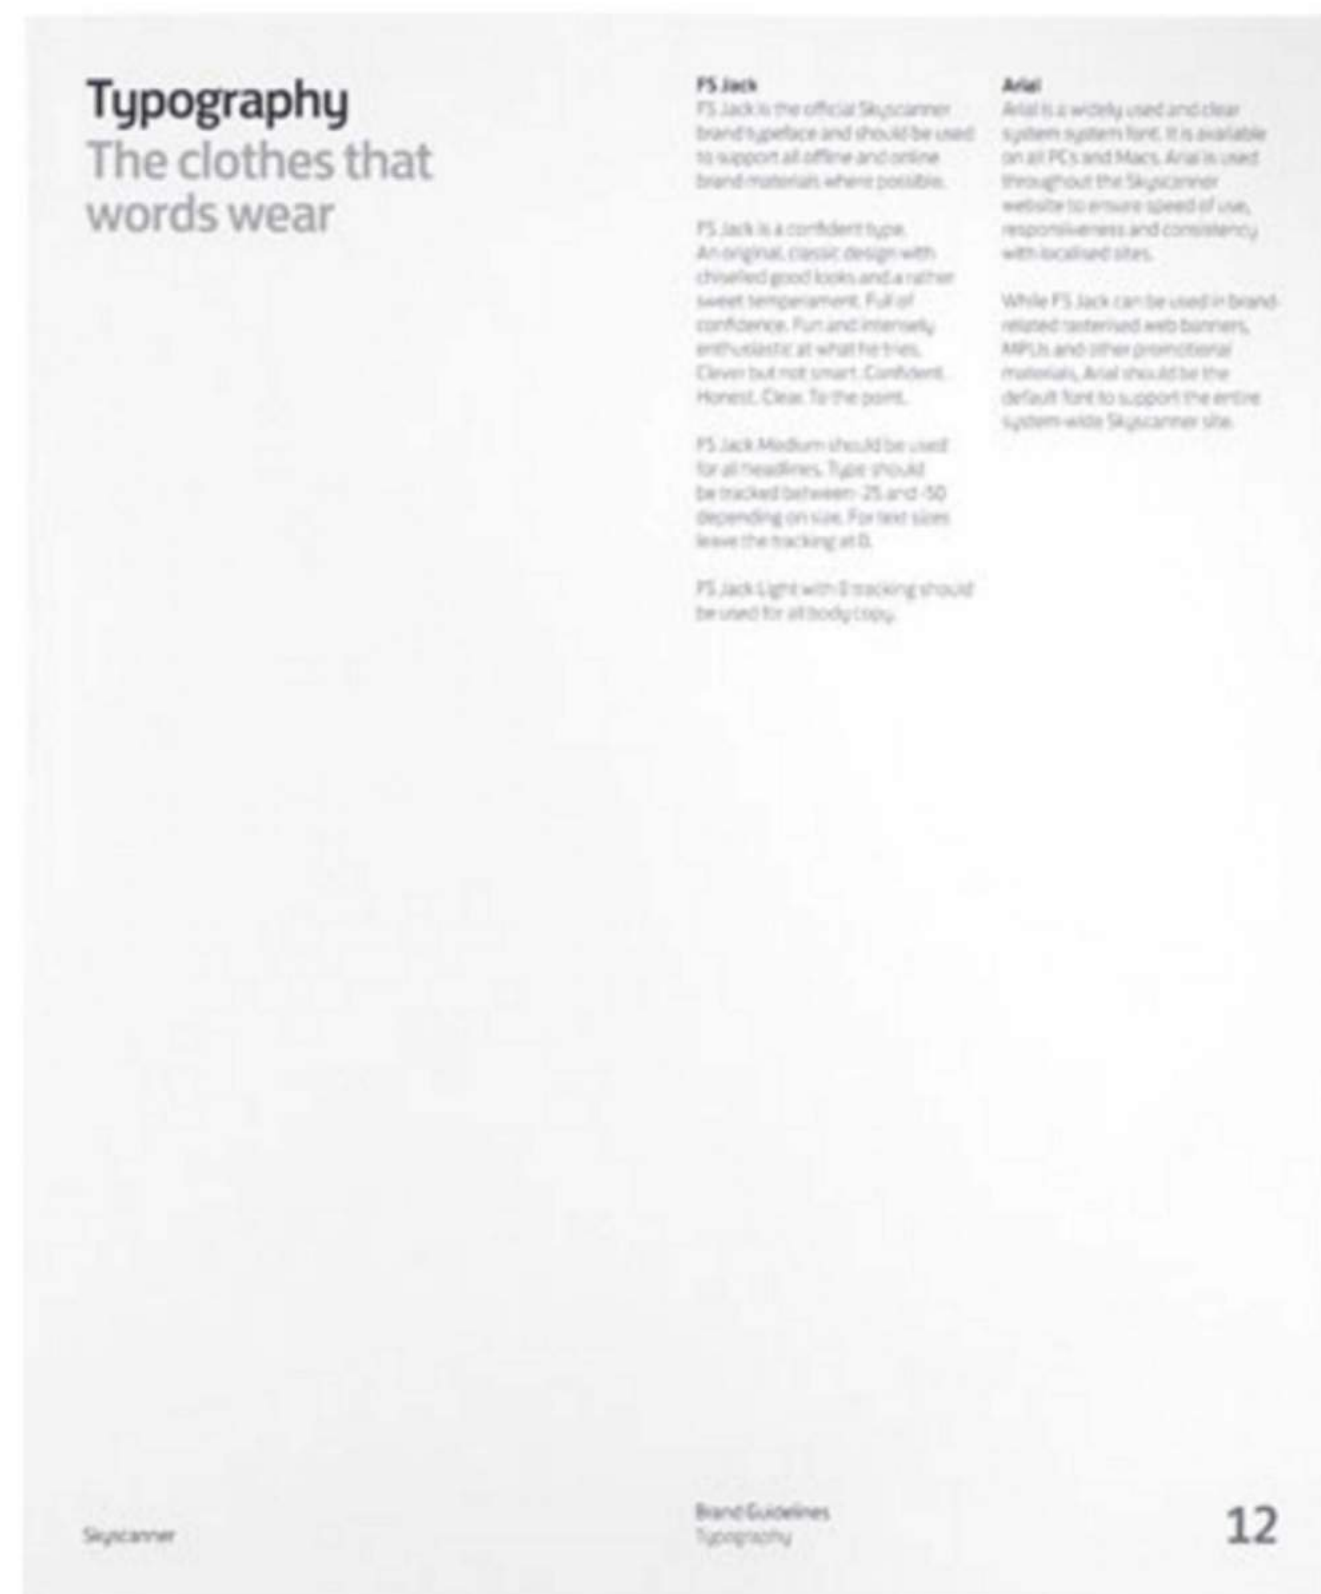 Typography
The clothes that
words wear
FS Jack
FS Jack is the official Skyscanner
brand typeface and should be used
to support all offline and online
brand materials where possible.
FS Jack is a confident type.
An original, classic design with
chiselled good looks and a rather
sweet temperament. Full of
confidence. Fun and intensely
enthusiastic at what he tries.
Clever but not smart. Confident.
Honest. Clear. To the point.
FS Jack Medium should be used
for all headlines. Type should
be tracked between -25 and -50
depending on size. For text sizes
leave the tracking at 0.
FS Jack Light with 0 tracking should
be used for all body copy.
Arial
Arial is a widely used and clear
system system font. It is available
on all PCs and Macs. Arial is used
throughout the Skyscanner
website to ensure speed of use,
responsiveness and consistency
with localised sites.
While FS Jack can be used in brand-
related rasterised web banners,
MPUs and other promotional
materials, Arial should be the
default font to support the entire
system-wide Skyscanner site.
Skyscanner
Brand Guidelines
Typography
12